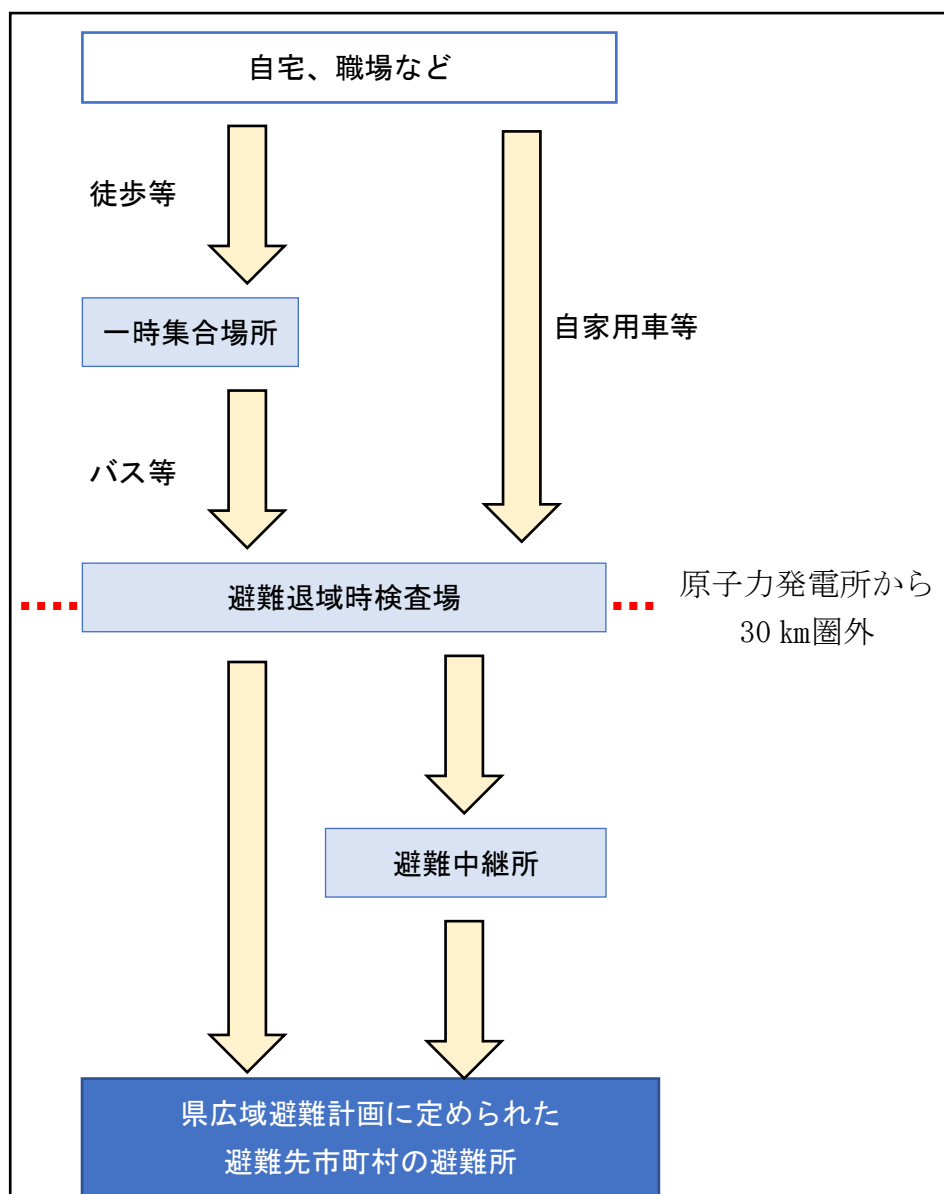 自宅、職場など
徒歩等
一時集合場所
自家用車等
バス等
避難退域時検査場
原子力発電所から
30 ㎞圏外
避難中継所
県広域避難計画に定められた
避難先市町村の避難所